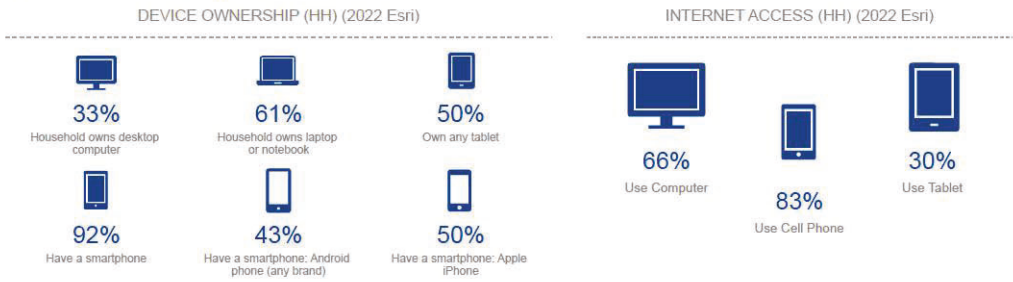 DEVICE OWNERSHIP (HH) (2022 Esri)
33%
Household owns desktop
computer
61%
Household owns laptop
or notebook
50%
Own any tablet
92%
Have a smartphone
43%
Have a smartphone: Android
phone (any brand)
50%
Have a smartphone: Apple
iPhone
INTERNET ACCESS (HH) (2022 Esri)
66%
Use Computer
83%
Use Cell Phone
30%
Use Tablet